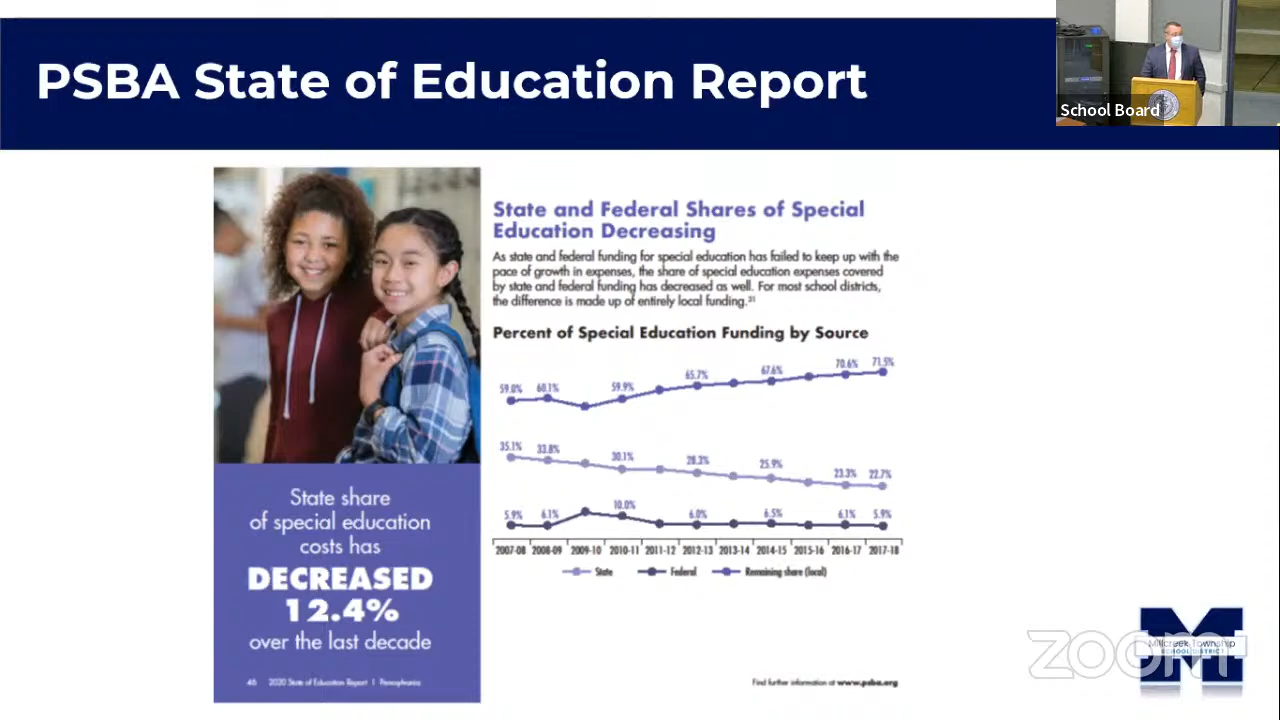 PSBA State of Education Report
School Board
State and Federal Shares of Special
Education Decreasing
As state and federal funding for special education has failed to keep up with the
pace of growth in expenses, the share of special education expenses covered
by state and federal funding has decreased as well. For most school districts,
the difference is made up of entirely local funding.³¹
Percent of Special Education Funding by Source
59.0% 60.1% 59.9% 65.7% 67.6% 70.6% 71.5%
35.1% 33.8% 30.1% 28.3% 25.9% 23.3% 22.7%
5.9% 6.1% 10.0% 6.0% 6.5% 6.1% 5.9%
2007-08 2008-09 2009-10 2010-11 2011-12 2012-13 2013-14 2014-15 2015-16 2016-17 2017-18
State Federal Remaining share (local)
State share
of special education
costs has
DECREASED
12.4%
over the last decade
46 2020 State of Education Report | Pennsylvania
Find further information at www.psba.org
M
Millcreek Township
SCHOOL DISTRICT
zoom